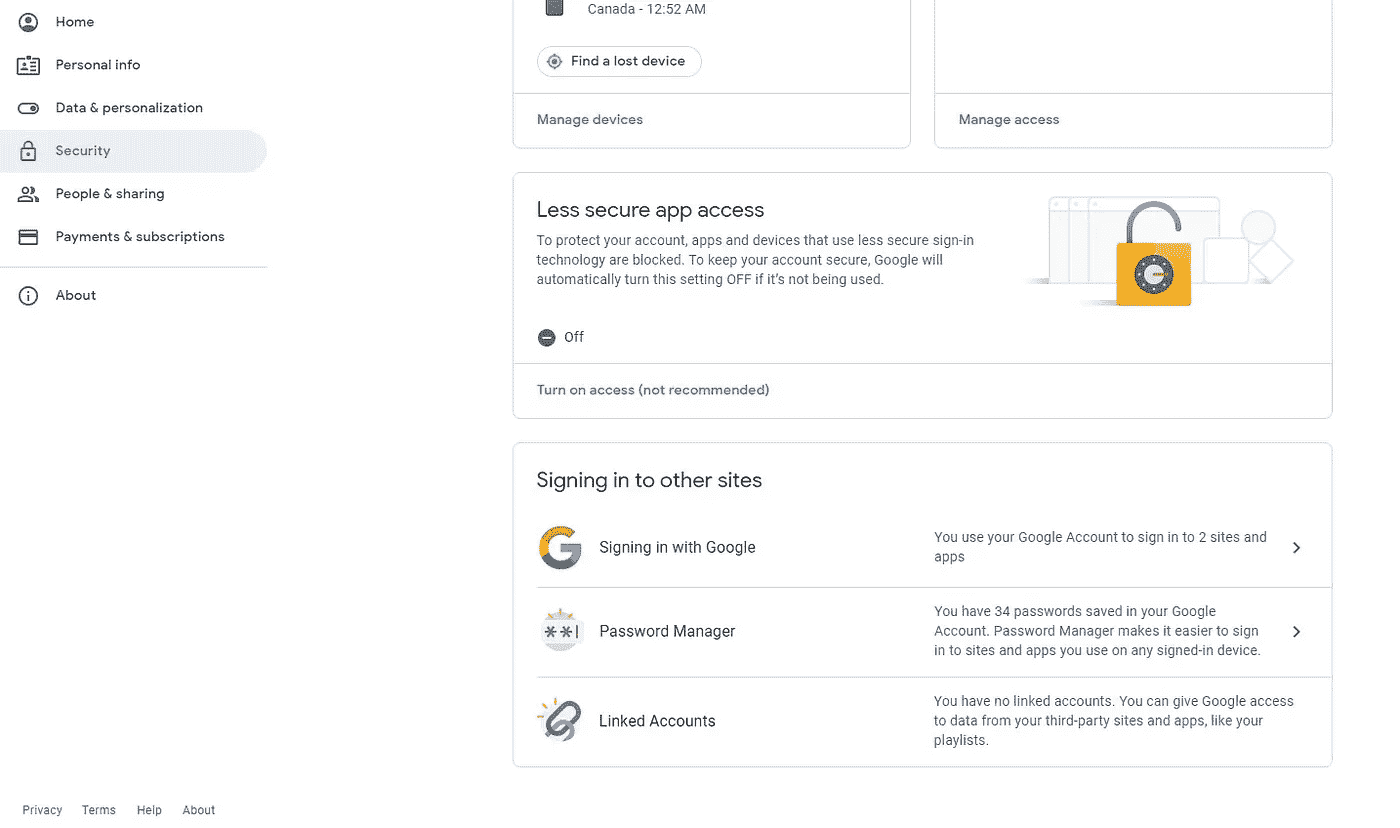 Home
Personal info
Data & personalization
Security
People & sharing
Payments & subscriptions
About
Canada - 12:52 AM
Find a lost device
Manage devices
Manage access
Less secure app access
To protect your account, apps and devices that use less secure sign-in
technology are blocked. To keep your account secure, Google will
automatically turn this setting OFF if it’s not being used.
Off
Turn on access (not recommended)
Signing in to other sites
Signing in with Google
You use your Google Account to sign in to 2 sites and
apps
Password Manager
You have 34 passwords saved in your Google
Account. Password Manager makes it easier to sign
in to sites and apps you use on any signed-in device.
Linked Accounts
You have no linked accounts. You can give Google access
to data from your third-party sites and apps, like your
playlists.
Privacy Terms Help About